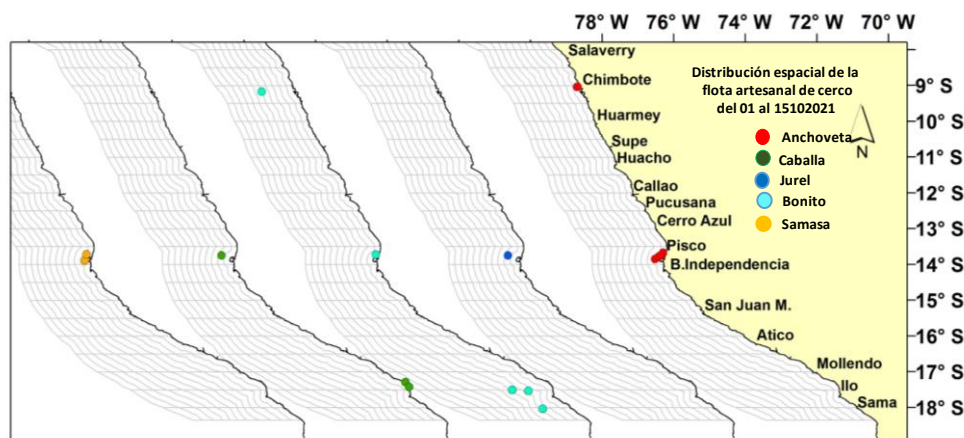 78° W 76° W 74° W 72° W 70° W
Salaverry
Chimbote
Huarmey
Supe
Huacho
Callao
Pucusana
Cerro Azul
Pisco
B.Independencia
San Juan M.
Atico
Mollendo
Ilo
Sama
Distribución espacial de la
flota artesanal de cerco
del 01 al 15102021
Anchoveta
Caballa
Jurel
Bonito
Samasa
N
9° S
10° S
11° S
12° S
13° S
14° S
15° S
16° S
17° S
18° S